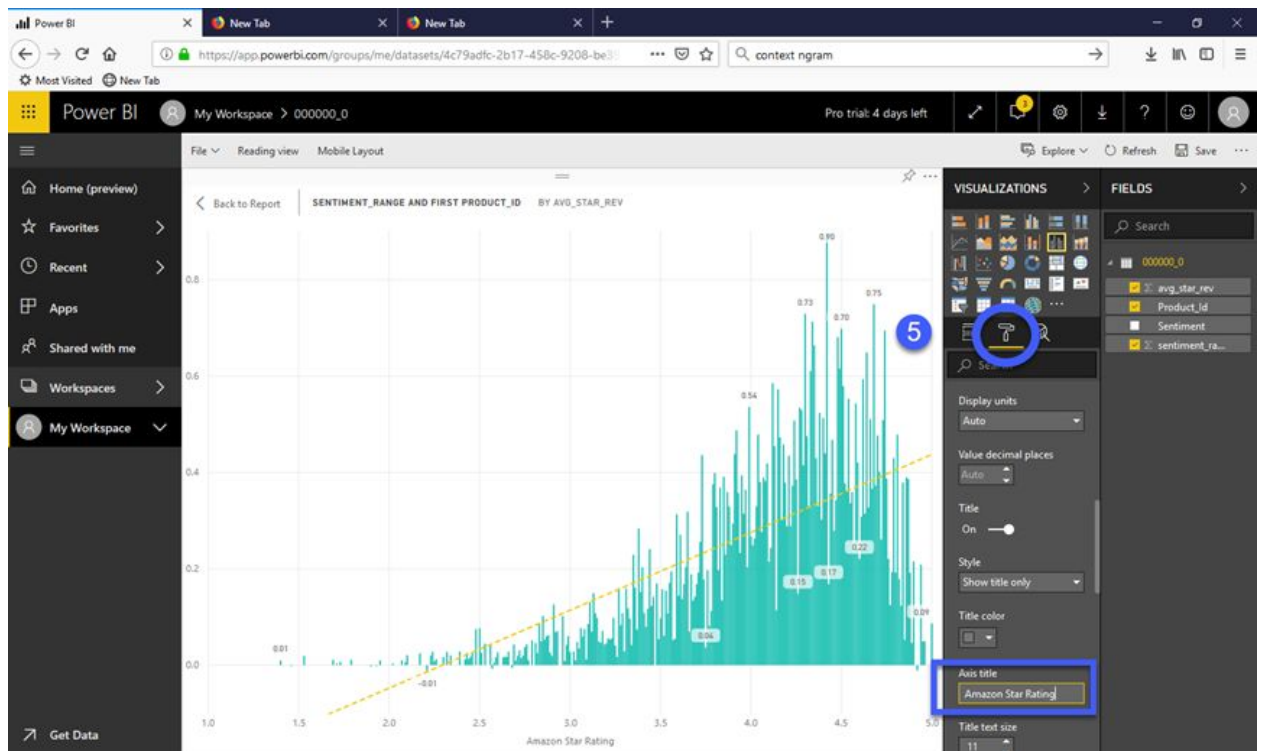 Power BI
New Tab
New Tab
https://app.powerbi.com/groups/me/datasets/4c79adfc-2b17-458c-9208-be3
context ngram
Most Visited New Tab
Power BI My Workspace > 000000_0 Pro trial: 4 days left 3
File Reading view Mobile Layout Explore Refresh Save
Home (preview)
Favorites
Recent
Apps
Shared with me
Workspaces
My Workspace
Get Data
Back to Report SENTIMENT_RANGE AND FIRST PRODUCT_ID BY AVG_STAR_REV
0.90
0.8
0.73
0.75
0.70
0.6
0.54
0.4
0.22
0.2
0.15
0.17
0.09
0.04
0.01
0.0
-0.01
1.0 1.5 2.0 2.5 3.0 3.5 4.0 4.5 5.0
Amazon Star Rating
5
VISUALIZATIONS
Display units
Auto
Value decimal places
Auto
Title
On
Style
Show title only
Title color
Axis title
Amazon Star Rating
Title text size
11
FIELDS
Search
000000_0
avg_star_rev
Product_Id
Sentiment
sentiment_ra...